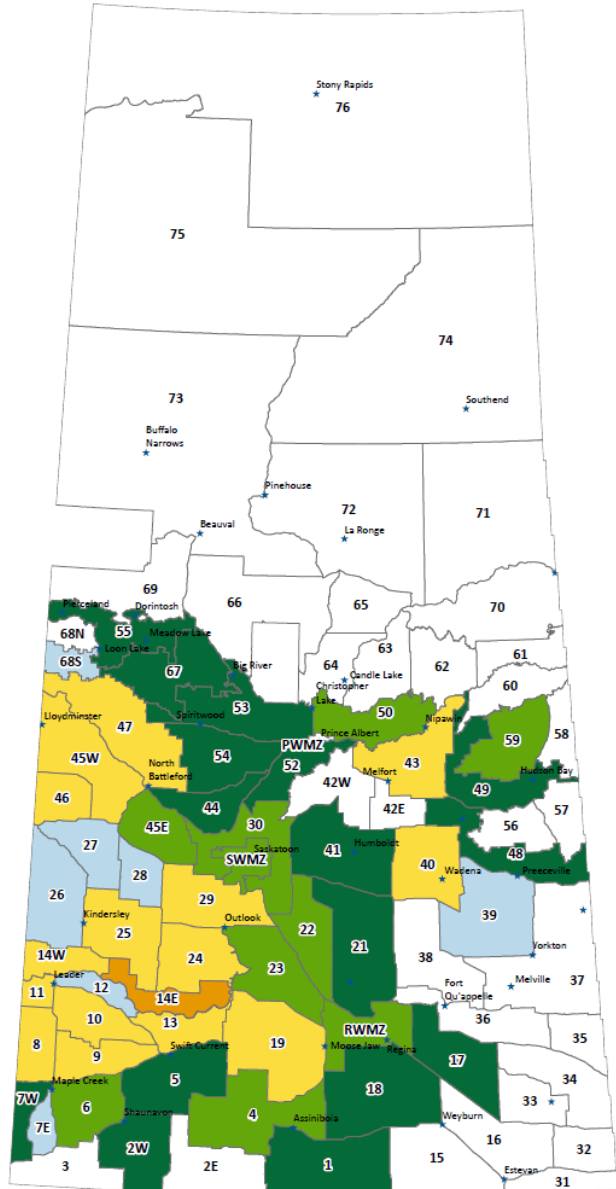 Stony Rapids
76
75
74
73
Southend
Buffalo
Narrows
Pinehouse
72
71
Beauval
La Ronge
69
66
65
70
Pierceland
Dorintosh
68N
55
Meadow Lake
63
61
Loon Lake
64
62
68S
67
Big River
Candle Lake
60
Christopher
Lake
53
50
Lloydminster
47
Spiritwood
Nipawin
58
Prince Albert
59
54
PWMZ
45W
52
43
North
Battleford
42W
Melfort
Hudson Bay
46
49
44
42E
57
45E
30
56
27
Saskatoon
41
Humboldt
48
SWMZ
40
Preeceville
28
Wadena
26
29
39
Kindersley
Outlook
22
25
21
Yorkton
14W
24
38
23
37
Leader
12
Fort
Qu'appelle
Melville
11
14E
10
13
36
RWMZ
35
8
19
Moose Jaw
Regina
9
Swift Current
17
34
Maple Creek
5
18
33
7W
6
4
Shaunavon
Assiniboia
Weyburn
7E
16
2W
32
3
2E
1
15
Estevan
31